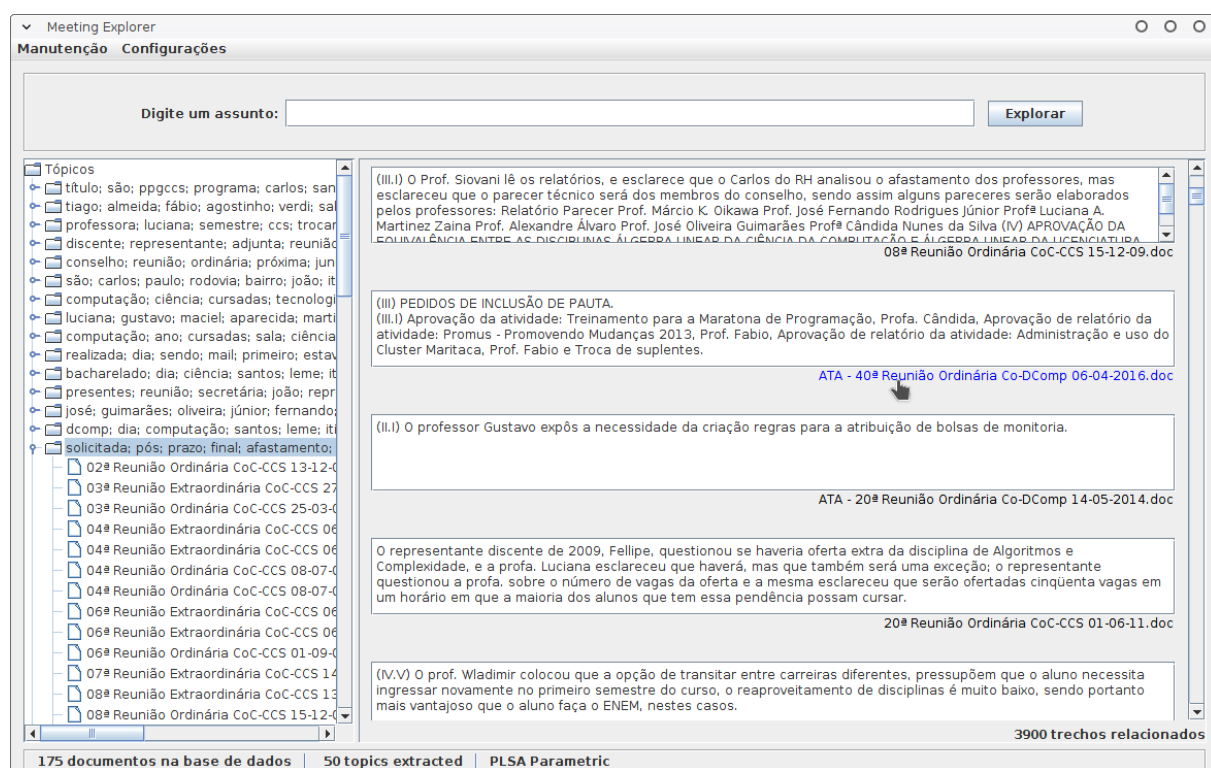 Meeting Explorer
Manutenção Configurações
Digite um assunto:
Explorar
Tópicos
título; são; ppgccs; programa; carlos; san
tiago; almeida; fábio; agostinho; verdi; sal
professora; luciana; semestre; ccs; trocar
discente; representante; adjunta; reunião
conselho; reunião; ordinária; próxima; jun
são; carlos; paulo; rodovia; bairro; joão; it
computação; ciência; cursadas; tecnologi
luciana; gustavo; maciel; aparecida; marti
computação; ano; cursadas; sala; ciência
realizada; dia; sendo; mail; primeiro; estav
bacharelado; dia; ciência; santos; leme; it
presentes; reunião; secretária; joão; repr
josé; guimarães; oliveira; júnior; fernando;
dcomp; dia; computação; santos; leme; iti
solicitada; pós; prazo; final; afastamento;
02ª Reunião Ordinária CoC-CCS 13-12-0
03ª Reunião Extraordinária CoC-CCS 27
03ª Reunião Ordinária CoC-CCS 25-03-0
04ª Reunião Extraordinária CoC-CCS 06
04ª Reunião Extraordinária CoC-CCS 06
04ª Reunião Ordinária CoC-CCS 08-07-0
04ª Reunião Ordinária CoC-CCS 08-07-0
06ª Reunião Extraordinária CoC-CCS 06
06ª Reunião Extraordinária CoC-CCS 06
06ª Reunião Ordinária CoC-CCS 01-09-0
07ª Reunião Extraordinária CoC-CCS 14
08ª Reunião Extraordinária CoC-CCS 13
08ª Reunião Ordinária CoC-CCS 15-12-0
(III.I) O Prof. Siovani lê os relatórios, e esclarece que o Carlos do RH analisou o afastamento dos professores, mas
esclareceu que o parecer técnico será dos membros do conselho, sendo assim alguns pareceres serão elaborados
pelos professores: Relatório Parecer Prof. Márcio K. Oikawa Prof. José Fernando Rodrigues Júnior Profª Luciana A.
Martinez Zaina Prof. Alexandre Álvaro Prof. José Oliveira Guimarães Profª Cândida Nunes da Silva (IV) APROVAÇÃO DA
EQUIVALÊNCIA ENTRE AS DISCIPLINAS ÁLGEBRA LINEAR DA CIÊNCIA DA COMPUTAÇÃO E ÁLGEBRA LINEAR DA LICENCIATURA
08ª Reunião Ordinária CoC-CCS 15-12-09.doc
(III) PEDIDOS DE INCLUSÃO DE PAUTA.
(III.I) Aprovação da atividade: Treinamento para a Maratona de Programação, Profa. Cândida, Aprovação de relatório da
atividade: Promus - Promovendo Mudanças 2013, Prof. Fabio, Aprovação de relatório da atividade: Administração e uso do
Cluster Maritaca, Prof. Fabio e Troca de suplentes.
ATA - 40ª Reunião Ordinária Co-DComp 06-04-2016.doc
(II.I) O professor Gustavo expôs a necessidade da criação regras para a atribuição de bolsas de monitoria.
ATA - 20ª Reunião Ordinária Co-DComp 14-05-2014.doc
O representante discente de 2009, Fellipe, questionou se haveria oferta extra da disciplina de Algoritmos e
Complexidade, e a profa. Luciana esclareceu que haverá, mas que também será uma exceção; o representante
questionou a profa. sobre o número de vagas da oferta e a mesma esclareceu que serão ofertadas cinqüenta vagas em
um horário em que a maioria dos alunos que tem essa pendência possam cursar.
20ª Reunião Ordinária CoC-CCS 01-06-11.doc
(IV.V) O prof. Wladimir colocou que a opção de transitar entre carreiras diferentes, pressupõem que o aluno necessita
ingressar novamente no primeiro semestre do curso, o reaproveitamento de disciplinas é muito baixo, sendo portanto
mais vantajoso que o aluno faça o ENEM, nestes casos.
3900 trechos relacionados
175 documentos na base de dados 50 topics extracted PLSA Parametric